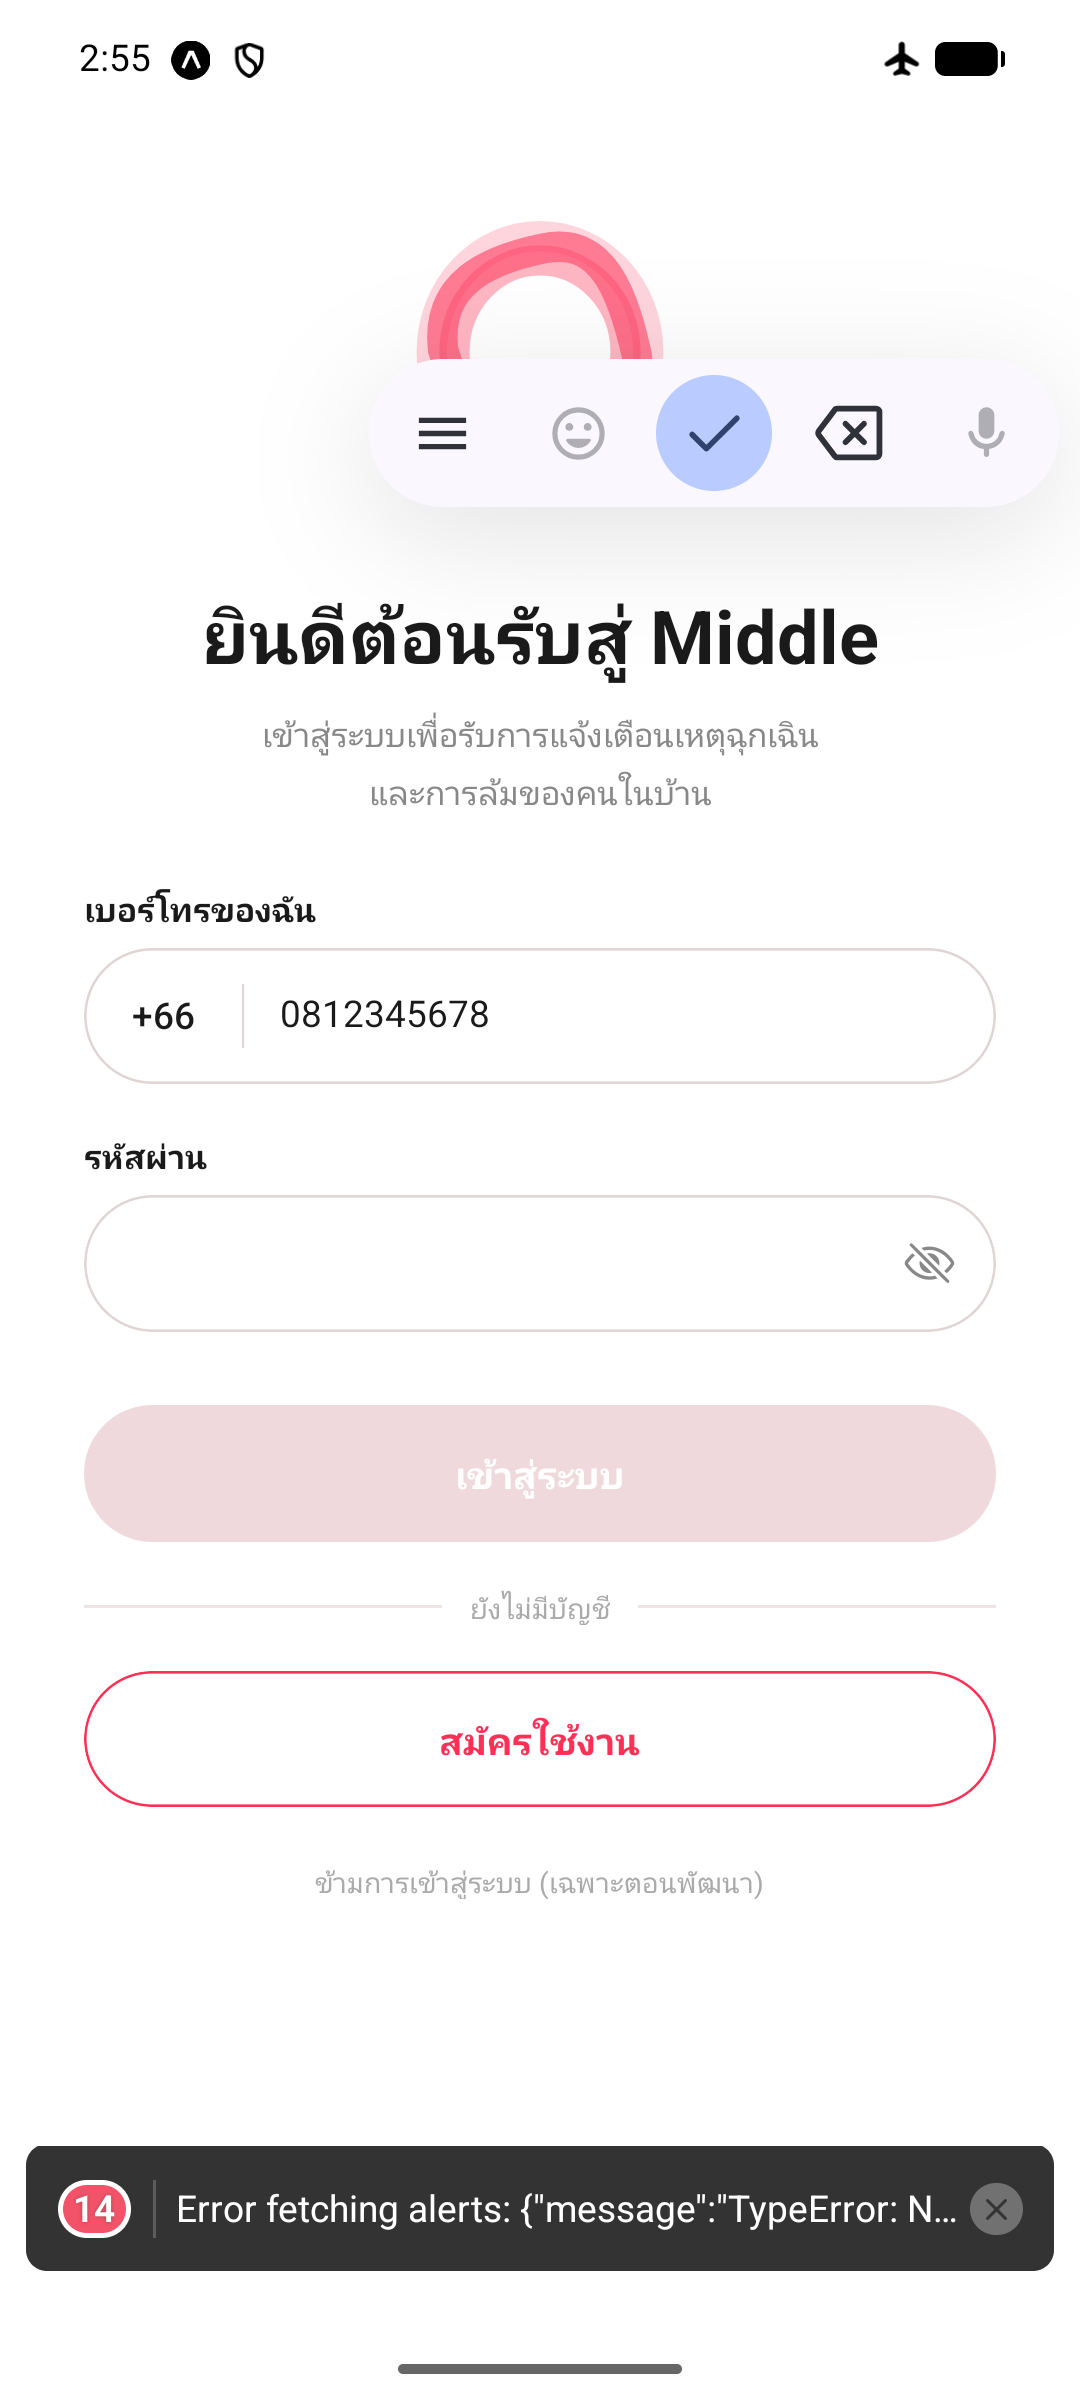 2:55
ยินดีต้อนรับสู่ Middle
เข้าสู่ระบบเพื่อรับการแจ้งเตือนเหตุฉุกเฉิน
และการล้มของคนในบ้าน
เบอร์โทรของฉัน
+66 0812345678
รหัสผ่าน
เข้าสู่ระบบ
ยังไม่มีบัญชี
สมัครใช้งาน
ข้ามการเข้าสู่ระบบ (เฉพาะตอนพัฒนา)
14 Error fetching alerts: {"message":"TypeError: N...